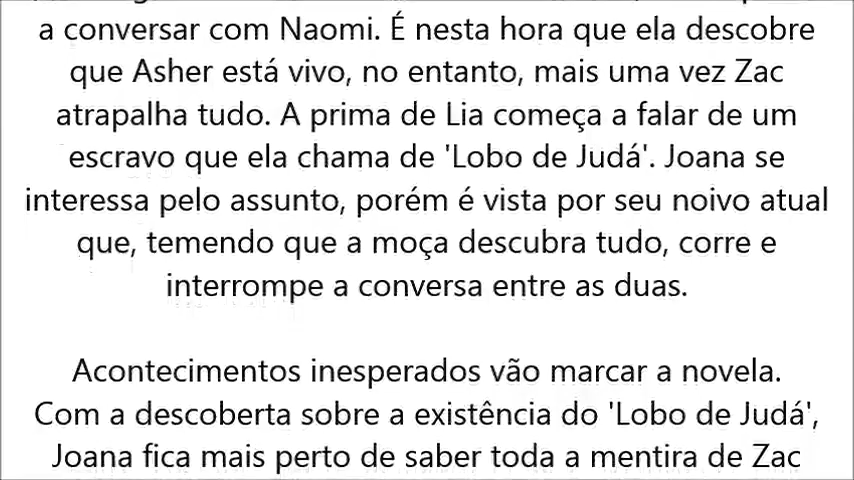 a conversar com Naomi. É nesta hora que ela descobre
que Asher está vivo, no entanto, mais uma vez Zac
atrapalha tudo. A prima de Lia começa a falar de um
escravo que ela chama de 'Lobo de Judá'. Joana se
interessa pelo assunto, porém é vista por seu noivo atual
que, temendo que a moça descubra tudo, corre e
interrompe a conversa entre as duas.
Acontecimentos inesperados vão marcar a novela.
Com a descoberta sobre a existência do 'Lobo de Judá',
Joana fica mais perto de saber toda a mentira de Zac